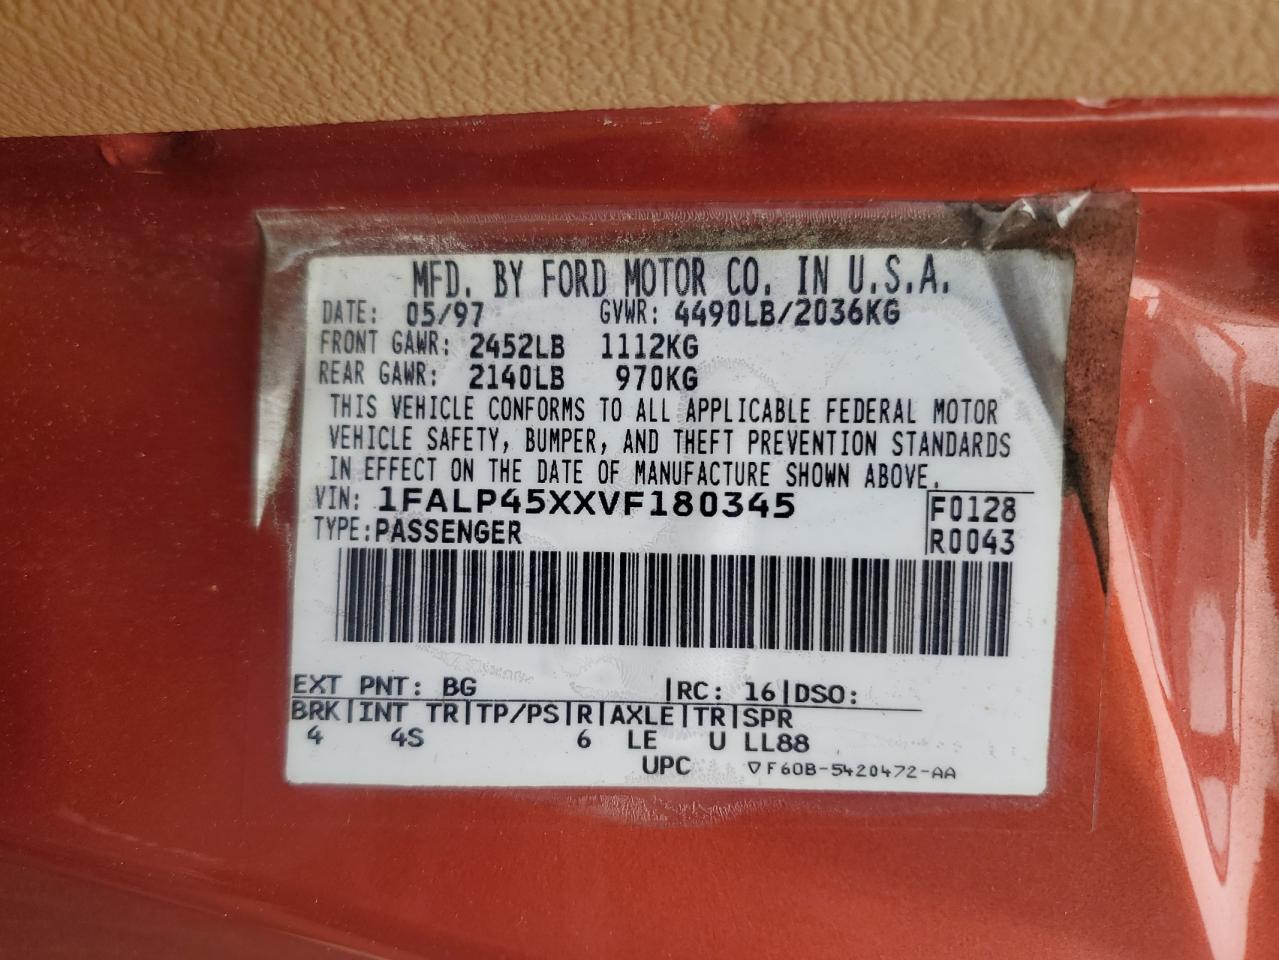 MFD. BY FORD MOTOR CO. IN U.S.A.
DATE: 05/97 GVWR: 4490LB/2036KG
FRONT GAWR: 2452LB 1112KG
REAR GAWR: 2140LB 970KG
THIS VEHICLE CONFORMS TO ALL APPLICABLE FEDERAL MOTOR
VEHICLE SAFETY, BUMPER, AND THEFT PREVENTION STANDARDS
IN EFFECT ON THE DATE OF MANUFACTURE SHOWN ABOVE.
VIN: 1FALP45XXVF180345 F0128
TYPE: PASSENGER R0043
EXT PNT: BG |RC: 16|DSO:
BRK|INT TR|TP/PS|R|AXLE|TR|SPR
4 4S 6 LE U LL88
UPC ▽F60B-5420472-AA